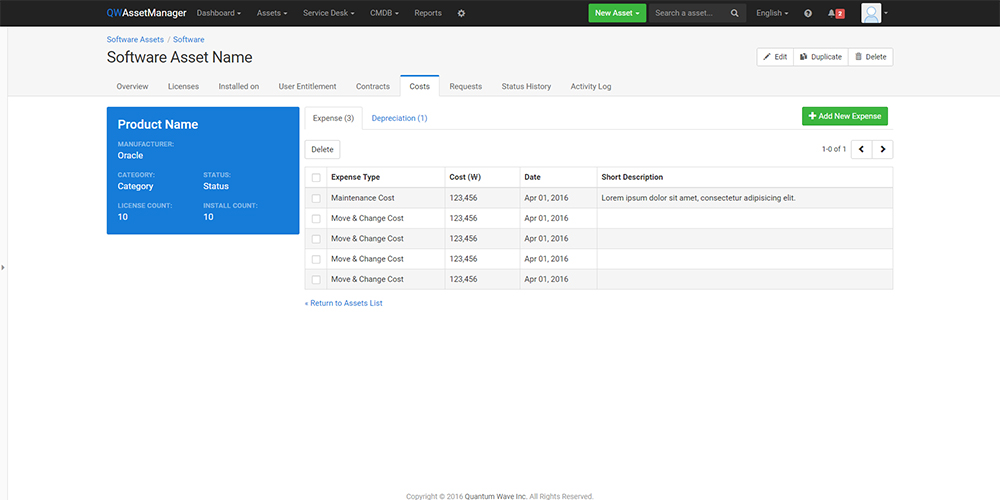 QWAssetManager Dashboard Assets Service Desk CMDB Reports New Asset Search a asset... English 2
Software Assets / Software
Software Asset Name
Edit Duplicate Delete
Overview Licenses Installed on User Entitlement Contracts Costs Requests Status History Activity Log
Product Name
MANUFACTURER:
Oracle
CATEGORY: STATUS:
Category Status
LICENSE COUNT: INSTALL COUNT:
10 10
Expense (3) Depreciation (1) Add New Expense
Delete 1-0 of 1
Expense Type Cost (W) Date Short Description
Maintenance Cost 123,456 Apr 01, 2016 Lorem ipsum dolor sit amet, consectetur adipisicing elit.
Move & Change Cost 123,456 Apr 01, 2016
Move & Change Cost 123,456 Apr 01, 2016
Move & Change Cost 123,456 Apr 01, 2016
Move & Change Cost 123,456 Apr 01, 2016
« Return to Assets List
Copyright © 2016 Quantum Wave Inc. All Rights Reserved.